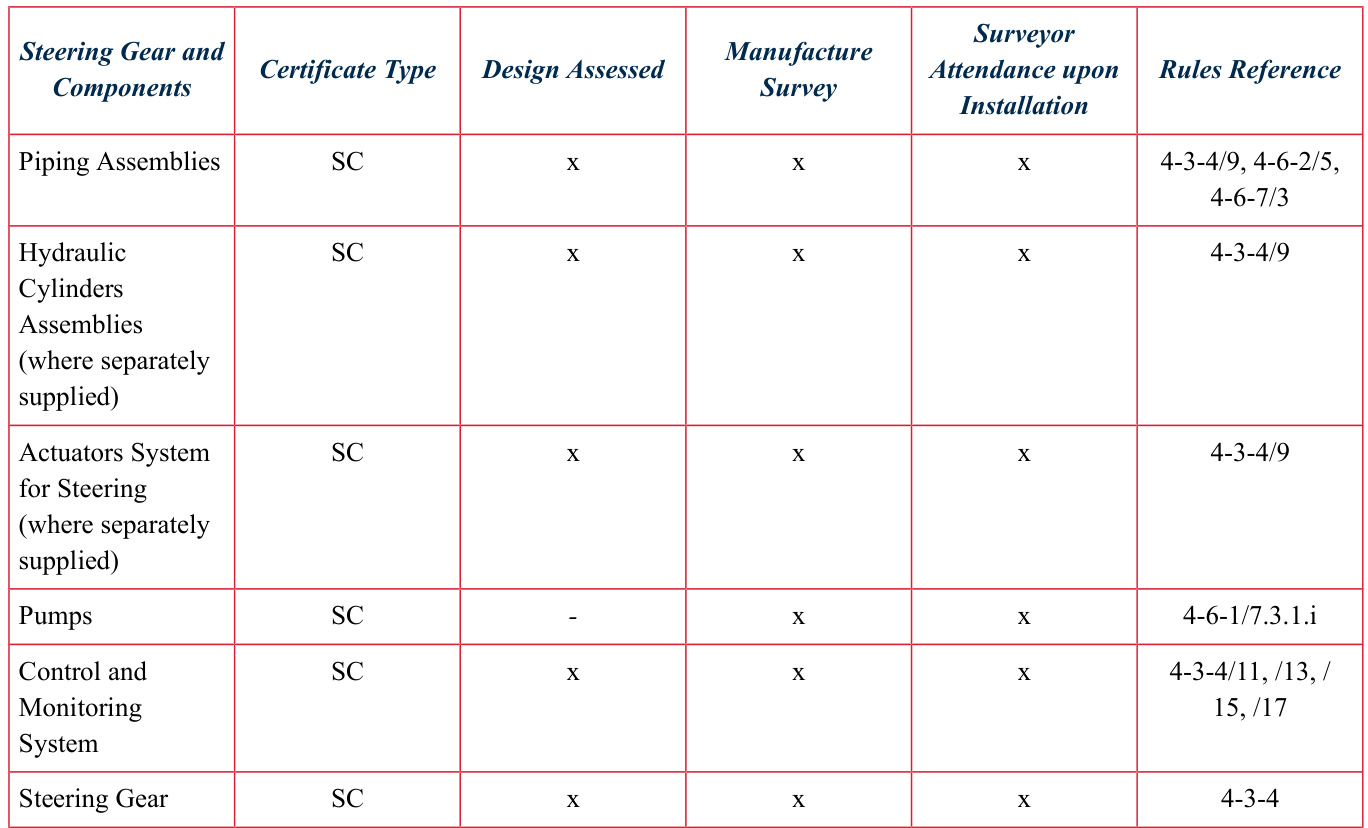 Steering Gear and
Components
Certificate Type
Design Assessed
Manufacture
Survey
Surveyor
Attendance upon
Installation
Rules Reference
Piping Assemblies
SC
x
x
x
4-3-4/9, 4-6-2/5,
4-6-7/3
Hydraulic
Cylinders
Assemblies
(where separately
supplied)
SC
x
x
x
4-3-4/9
Actuators System
for Steering
(where separately
supplied)
SC
x
x
x
4-3-4/9
Pumps
SC
-
x
x
4-6-1/7.3.1.i
Control and
Monitoring
System
SC
x
x
x
4-3-4/11, /13, /
15, /17
Steering Gear
SC
x
x
x
4-3-4